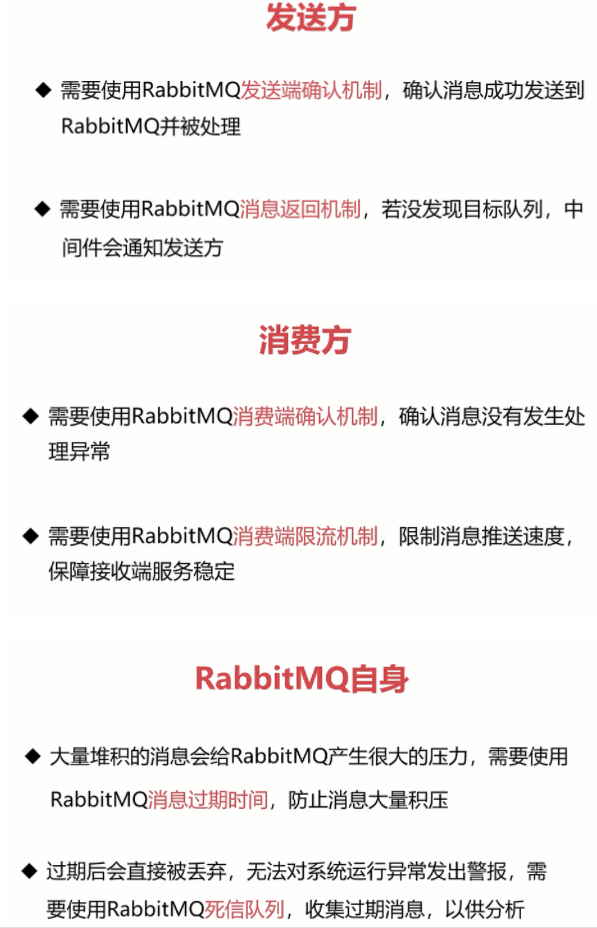 发送方
◆ 需要使用RabbitMQ发送端确认机制，确认消息成功发送到
RabbitMQ并被处理
◆ 需要使用RabbitMQ消息返回机制，若没发现目标队列，中
间件会通知发送方
消费方
◆ 需要使用RabbitMQ消费端确认机制，确认消息没有发生处
理异常
◆ 需要使用RabbitMQ消费端限流机制，限制消息推送速度，
保障接收端服务稳定
RabbitMQ自身
◆ 大量堆积的消息会给RabbitMQ产生很大的压力，需要使用
RabbitMQ消息过期时间，防止消息大量积压
◆ 过期后会直接被丢弃，无法对系统运行异常发出警报，需
要使用RabbitMQ死信队列，收集过期消息，以供分析